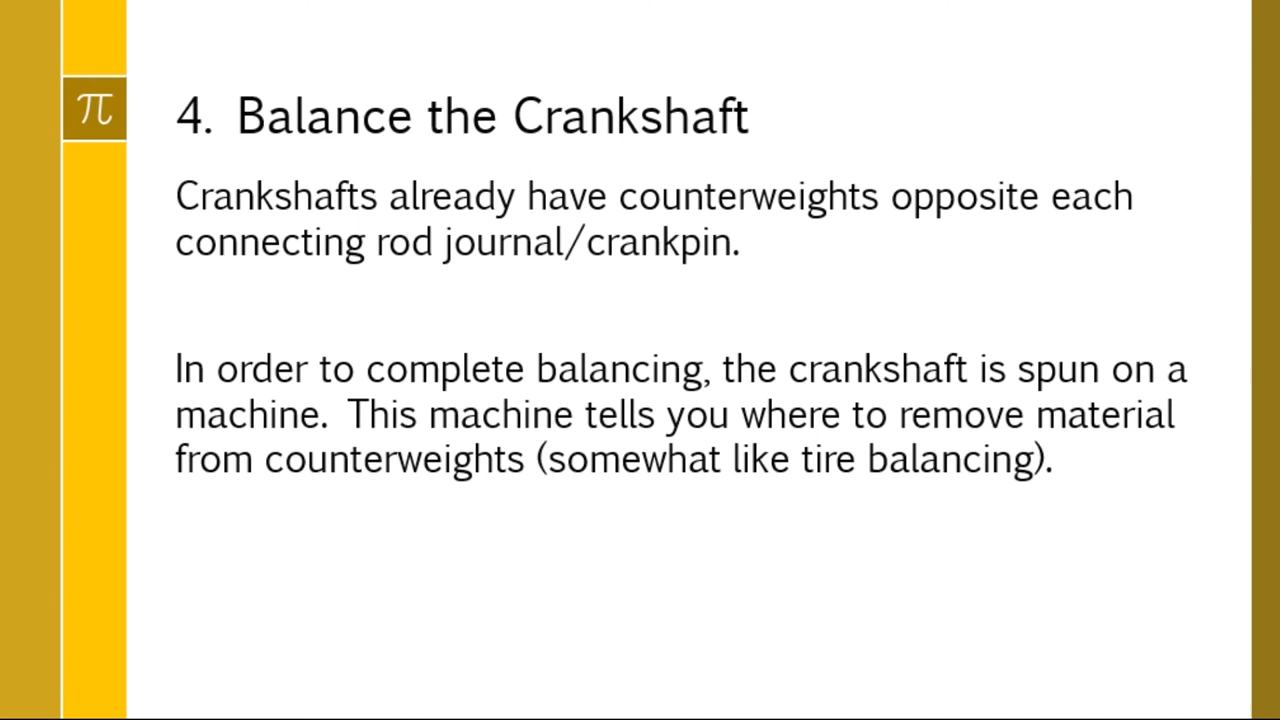 π
4. Balance the Crankshaft
Crankshafts already have counterweights opposite each
connecting rod journal/crankpin.
In order to complete balancing, the crankshaft is spun on a
machine. This machine tells you where to remove material
from counterweights (somewhat like tire balancing).